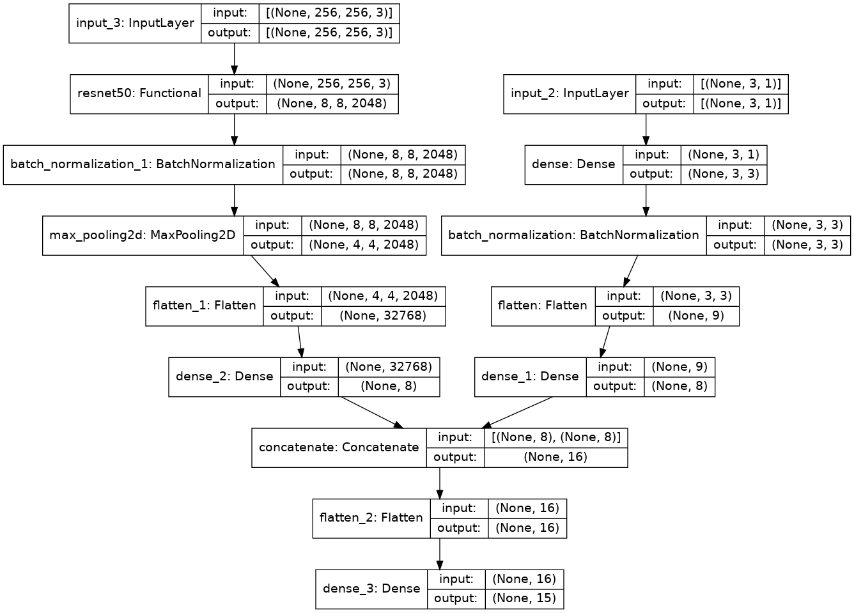 input_3: InputLayer
input: [(None, 256, 256, 3)]
output: [(None, 256, 256, 3)]
resnet50: Functional
input: (None, 256, 256, 3)
output: (None, 8, 8, 2048)
input_2: InputLayer
input: [(None, 3, 1)]
output: [(None, 3, 1)]
batch_normalization_1: BatchNormalization
input: (None, 8, 8, 2048)
output: (None, 8, 8, 2048)
dense: Dense
input: (None, 3, 1)
output: (None, 3, 3)
max_pooling2d: MaxPooling2D
input: (None, 8, 8, 2048)
output: (None, 4, 4, 2048)
batch_normalization: BatchNormalization
input: (None, 3, 3)
output: (None, 3, 3)
flatten_1: Flatten
input: (None, 4, 4, 2048)
output: (None, 32768)
flatten: Flatten
input: (None, 3, 3)
output: (None, 9)
dense_2: Dense
input: (None, 32768)
output: (None, 8)
dense_1: Dense
input: (None, 9)
output: (None, 8)
concatenate: Concatenate
input: [(None, 8), (None, 8)]
output: (None, 16)
flatten_2: Flatten
input: (None, 16)
output: (None, 16)
dense_3: Dense
input: (None, 16)
output: (None, 15)